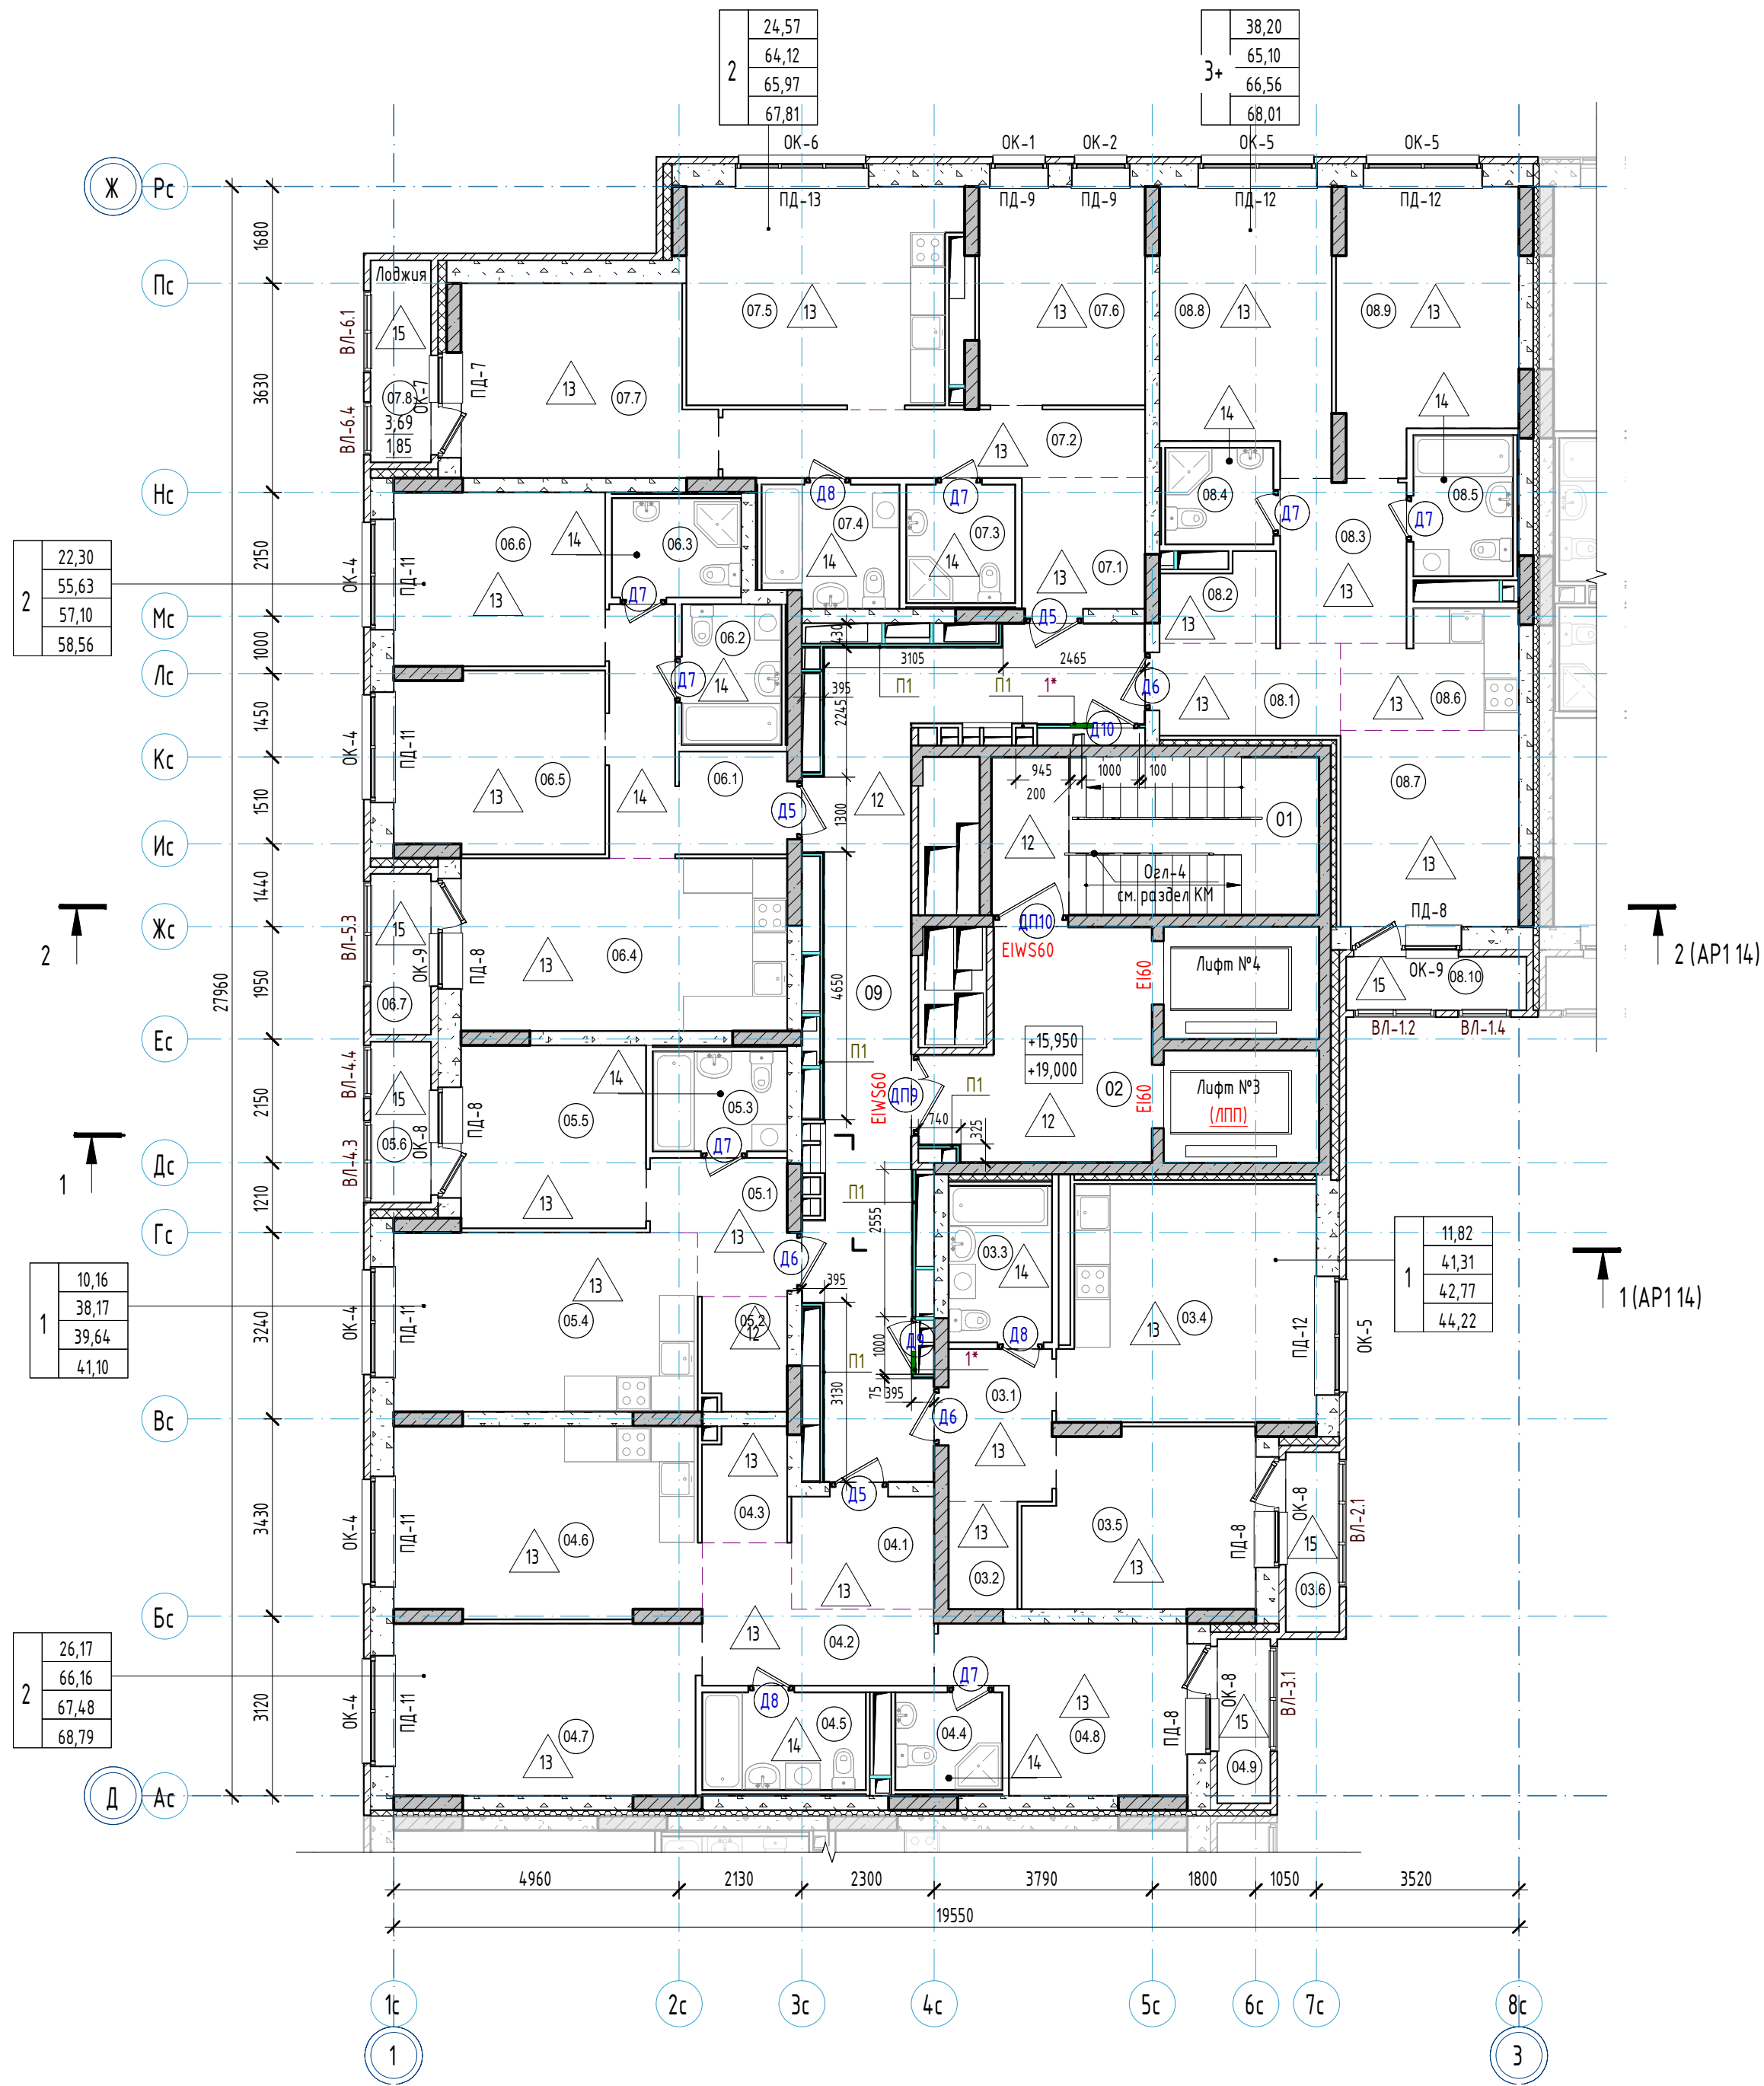 24,57
2
64,12
65,97
67,81
38,20
3+
65,10
66,56
68,01
ОК-6
ОК-1
ОК-2
ОК-5
ОК-5
Ж
Рс
ПД-13
ПД-9
ПД-9
ПД-12
ПД-12
1680
Пс
Лоджия
15
ВЛ-6.1
07.5
13
13
07.6
08.8
13
08.9
13
3630
07.8
ОК-7
ПД-7
13
07.7
3,69
1,85
ВЛ-6.4
14
14
07.2
13
Нс
Д8
Д7
08.4
Д7
08.5
Д7
07.4
07.3
08.3
22,30
2
55,63
57,10
58,56
2150
ОК-4
ПД-11
06.6
14
06.3
14
14
07.1
13
13
13
Д7
08.2
13
Мс
Д5
06.2
430
1000
Лс
3105
2465
Д7
14
395
П1
П1
1*
Д6
13
08.1
13
08.6
2245
1450
ОК-4
ПД-11
Д10
Кс
06.5
13
14
06.1
945
1000
100
200
08.7
1510
Д5
1300
12
12
01
Ис
13
Огл-4
см. раздел КМ
1440
2
15
ВЛ-5.3
ДП10
EIWS60
ПД-8
Жс
06.4
13
ОК-9
ПД-8
06.7
EI60
Лифт №4
ОК-9
08.10
15
2 (АР1 14)
1950
27960
4650
09
ВЛ-1.2
ВЛ-1.4
Ес
+15,950
+19,000
П1
ВЛ-4.4
15
14
05.3
2150
05.5
ОК-8
ПД-8
05.6
EIWS60
ДП9
П1
02
12
EI60
Лифт №3
(ЛПП)
740
325
Д7
1
Дс
ВЛ-4.3
1210
13
05.1
13
П1
2555
Гс
Д6
03.3
14
11,82
1
41,31
42,77
44,22
1 (АР1 14)
10,16
1
38,17
39,64
41,10
3240
ОК-4
ПД-11
13
05.4
05.2
12
395
Д9
1000
Д8
13
03.4
ПД-12
ОК-5
П1
3130
75
395
1*
03.1
Вс
Д6
13
13
3430
ОК-4
ПД-11
13
04.6
04.3
Д5
04.1
13
13
03.2
03.5
13
ПД-8
ОК-8
15
03.6
ВЛ-2.1
Бс
13
04.2
26,17
2
66,16
67,48
68,79
Д8
Д7
3120
ОК-4
ПД-11
13
04.7
04.5
14
04.4
14
13
04.8
ПД-8
ОК-8
15
04.9
ВЛ-3.1
Д
Ас
4960
2130
2300
3790
1800
1050
3520
19550
1с
2с
3с
4с
5с
6с
7с
8с
1
3